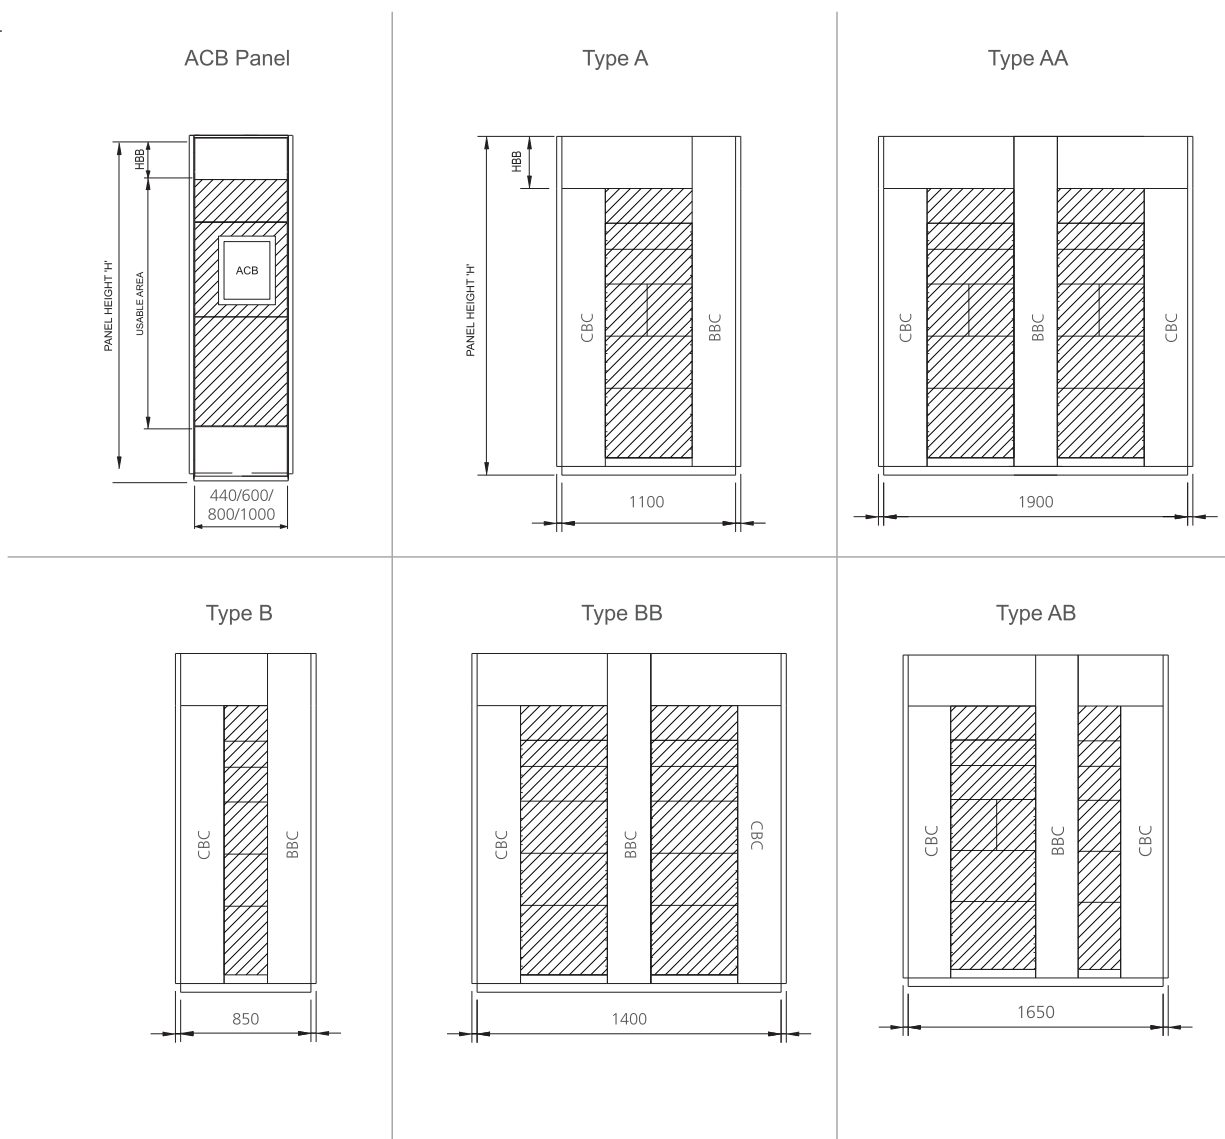 ACB Panel
HBB
PANEL HEIGHT 'H'
USABLE AREA
ACB
440/600/
800/1000
Type A
HBB
PANEL HEIGHT 'H'
CBC
BBC
1100
Type AA
CBC
BBC
CBC
1900
Type B
CBC
BBC
850
Type BB
CBC
BBC
CBC
1400
Type AB
CBC
BBC
CBC
1650